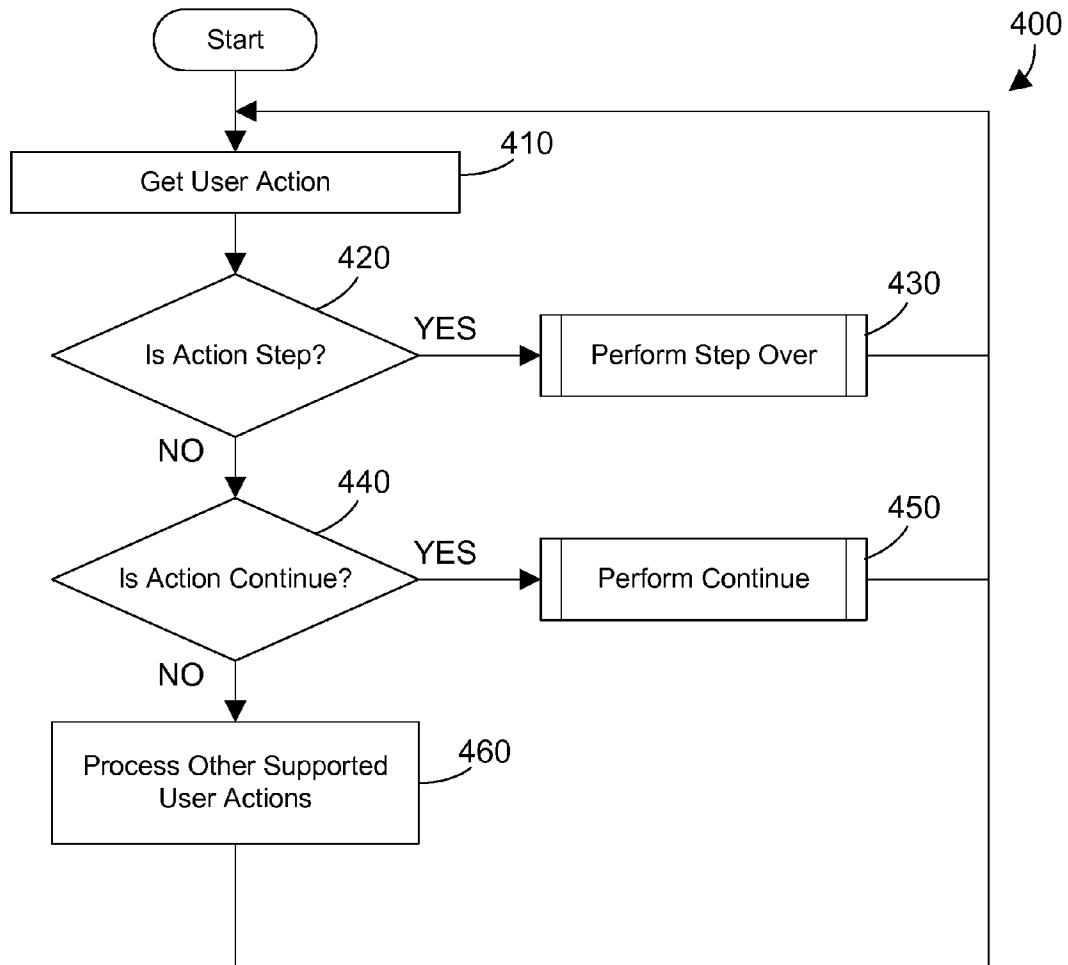 Start
400
410
Get User Action
420
430
Is Action Step?
YES
Perform Step Over
NO
440
450
Is Action Continue?
YES
Perform Continue
NO
460
Process Other Supported
User Actions